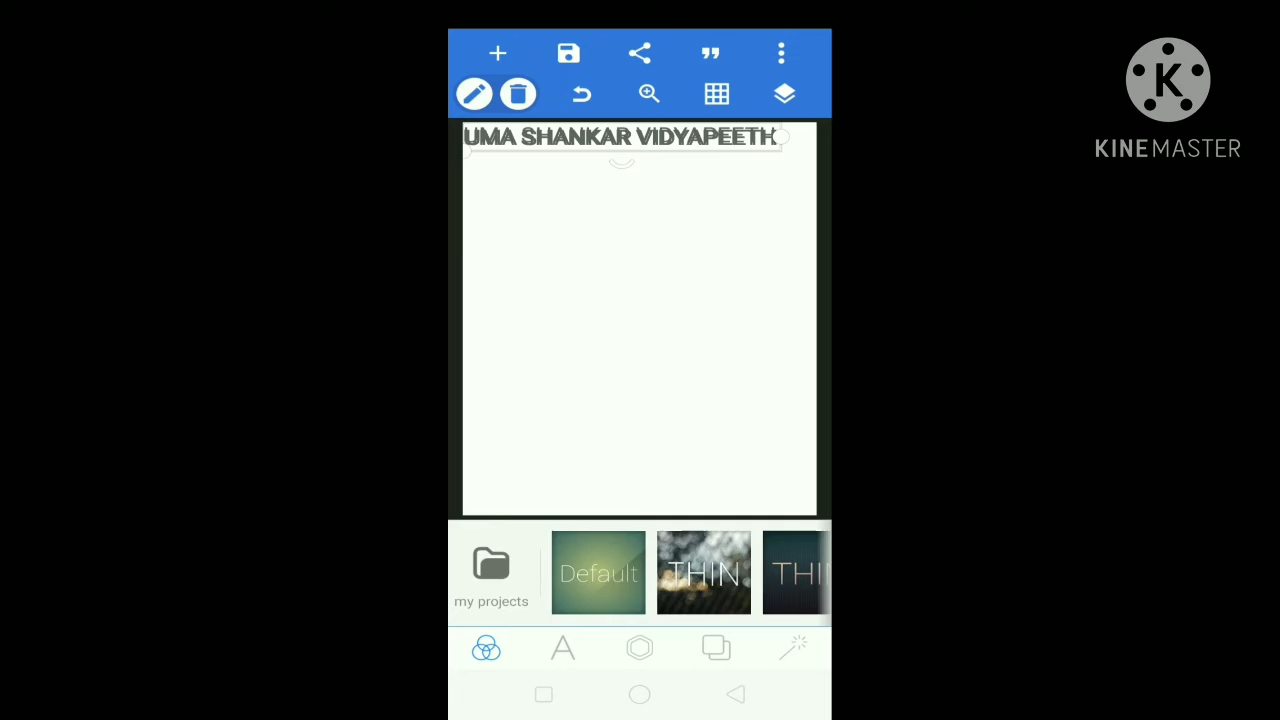 UMA SHANKAR VIDYAPEETH
K
KINEMASTER
my projects
Default
THIN
THI